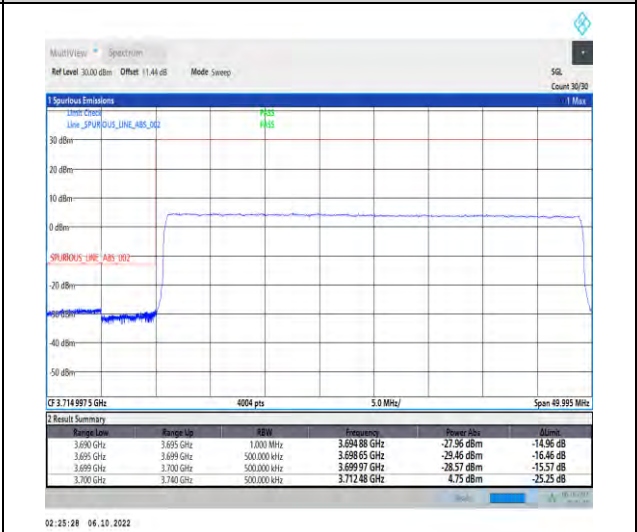 MultiView Spectrum
Ref Level 30.00 dBm Offset 11.44 dB Mode Sweep SGL
Count 30/30
1 Spurious Emissions 1 Max
Limit Check PASS
Line _SPURIOUS_LINE_ABS_002 PASS
30 dBm
20 dBm
10 dBm
0 dBm
_SPURIOUS_LINE_ABS_002
-20 dBm
-30 dBm
-40 dBm
-50 dBm
CF 3.714 997 5 GHz 4004 pts 5.0 MHz/ Span 49.995 MHz
2 Result Summary
Range Low Range Up RBW Frequency Power Abs ΔLimit
3.690 GHz 3.695 GHz 1.000 MHz 3.694 88 GHz -27.96 dBm -14.96 dB
3.695 GHz 3.699 GHz 500.000 kHz 3.698 65 GHz -29.46 dBm -16.46 dB
3.699 GHz 3.700 GHz 500.000 kHz 3.699 97 GHz -28.57 dBm -15.57 dB
3.700 GHz 3.740 GHz 500.000 kHz 3.712 48 GHz 4.75 dBm -25.25 dB
02:25:28 06.10.2022